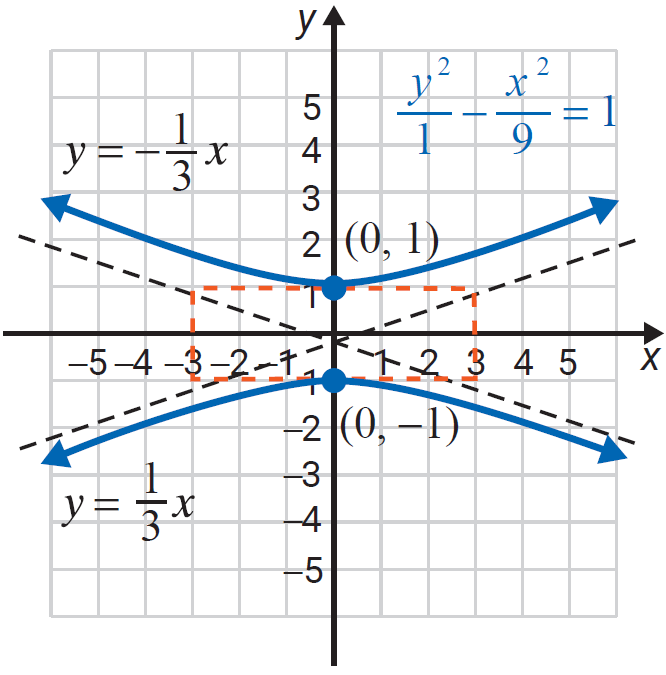 y
y²/1 − x²/9 = 1
5
y = −1/3 x
4
3
2
(0, 1)
1
−5 −4 −3 −2 −1 1 2 3 4 5 x
1
−2
(0, −1)
−3
y = 1/3 x
−4
−5